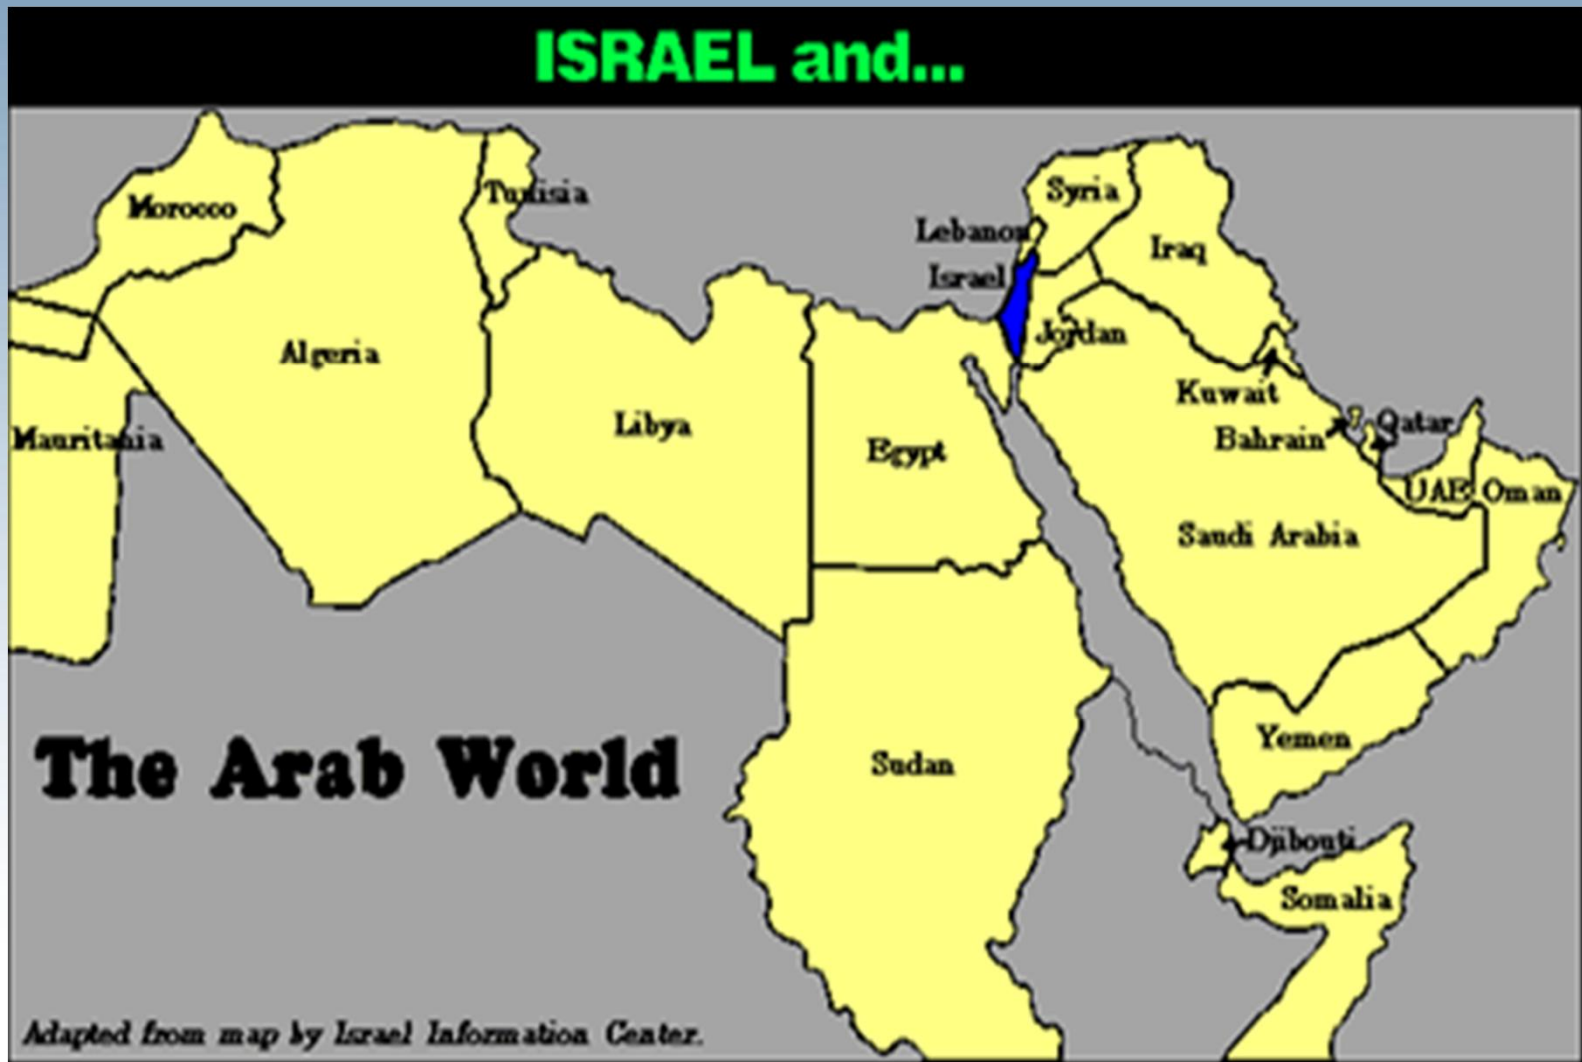 ISRAEL and...
Morocco
Tunisia
Syria
Lebanon
Iraq
Israel
Jordan
Algeria
Kuwait
Libya
Qatar
Mauritania
Bahrain
Egypt
UAE
Oman
Saudi Arabia
Yemen
The Arab World
Sudan
Djibouti
Somalia
Adapted from map by Israel Information Center.